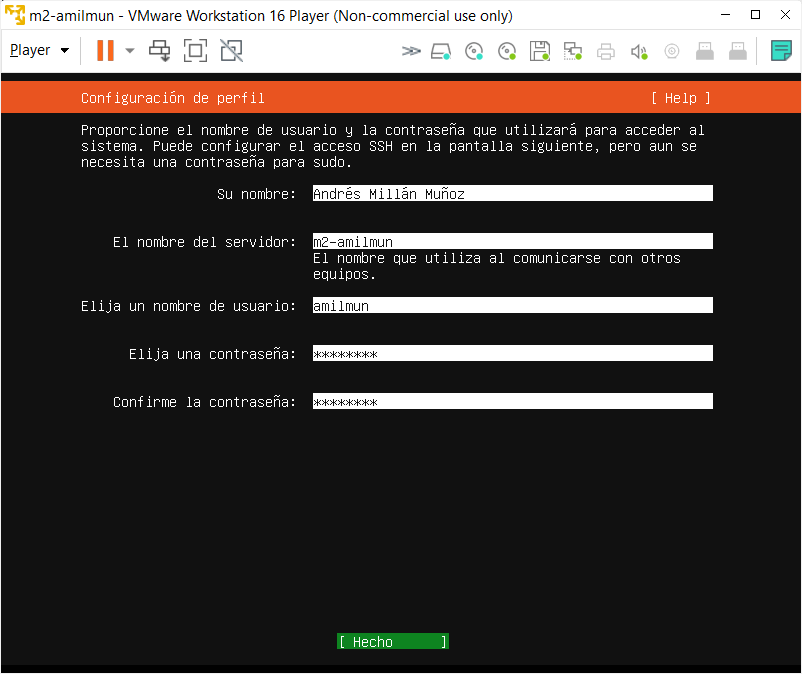 m2-amilmun - VMware Workstation 16 Player (Non-commercial use only)
Player
Configuración de perfil [ Help ]
Proporcione el nombre de usuario y la contraseña que utilizará para acceder al
sistema. Puede configurar el acceso SSH en la pantalla siguiente, pero aun se
necesita una contraseña para sudo.
Su nombre: Andrés Millán Muñoz
El nombre del servidor: m2-amilmun
El nombre que utiliza al comunicarse con otros
equipos.
Elija un nombre de usuario: amilmun
Elija una contraseña: ********
Confirme la contraseña: ********
[ Hecho ]